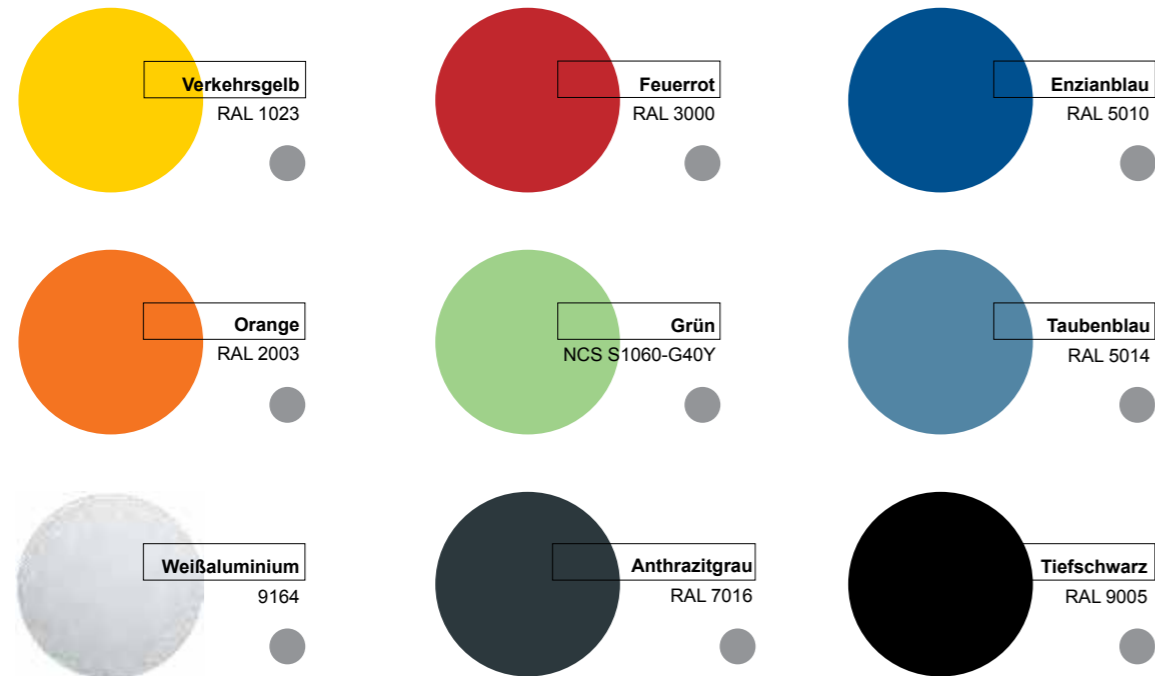 Verkehrsgelb
RAL 1023
Feuerrot
RAL 3000
Enzianblau
RAL 5010
Orange
RAL 2003
Grün
NCS S1060-G40Y
Taubenblau
RAL 5014
Weißaluminium
9164
Anthrazitgrau
RAL 7016
Tiefschwarz
RAL 9005